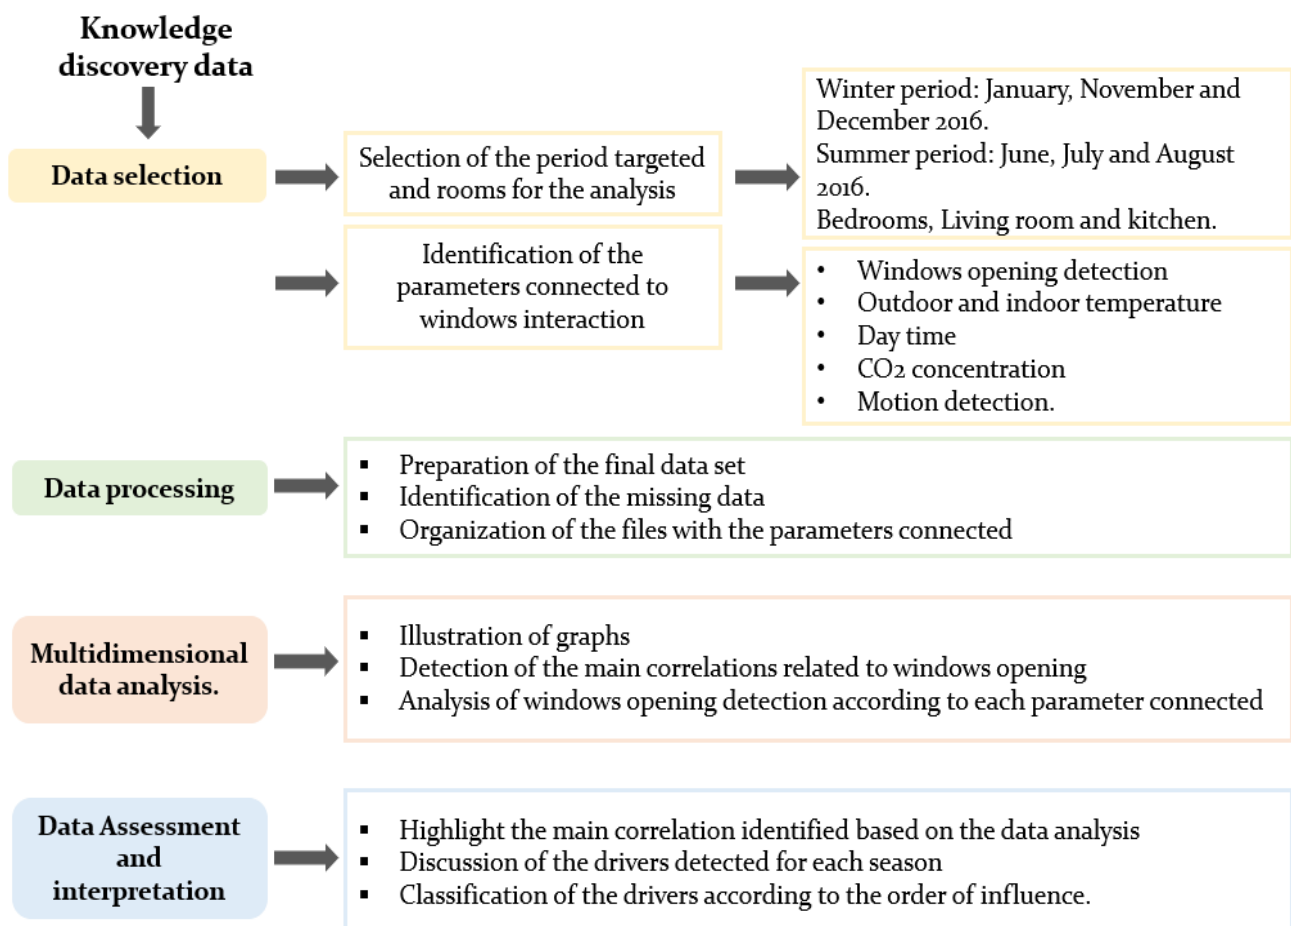 Knowledge
discovery data
Data selection
Selection of the period targeted
and rooms for the analysis
Winter period: January, November and
December 2016.
Summer period: June, July and August
2016.
Bedrooms, Living room and kitchen.
Identification of the
parameters connected to
windows interaction
• Windows opening detection
• Outdoor and indoor temperature
• Day time
• CO2 concentration
• Motion detection.
Data processing
▪ Preparation of the final data set
▪ Identification of the missing data
▪ Organization of the files with the parameters connected
Multidimensional
data analysis.
▪ Illustration of graphs
▪ Detection of the main correlations related to windows opening
▪ Analysis of windows opening detection according to each parameter connected
Data Assessment
and
interpretation
▪ Highlight the main correlation identified based on the data analysis
▪ Discussion of the drivers detected for each season
▪ Classification of the drivers according to the order of influence.